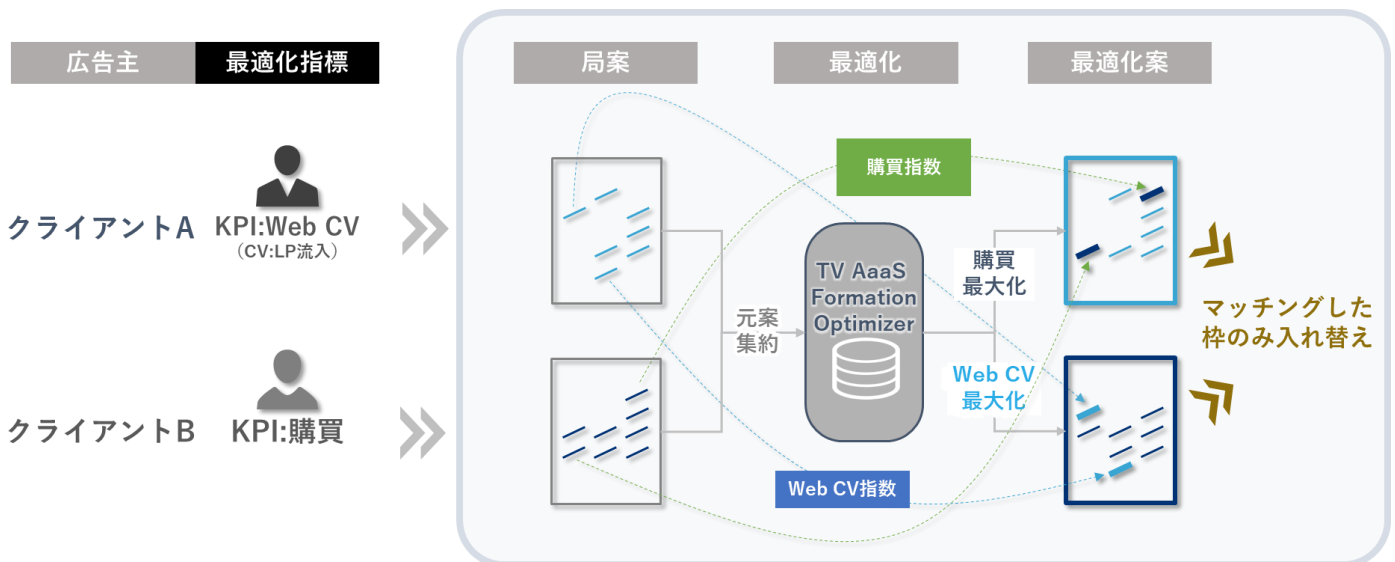 広告主
最適化指標
局案
最適化
最適化案
クライアントA
KPI:Web CV
（CV:LP流入）
購買指数
TV AaaS
Formation
Optimizer
購買
最大化
元案
集約
マッチングした
枠のみ入れ替え
クライアントB
KPI:購買
Web CV
最大化
Web CV指数